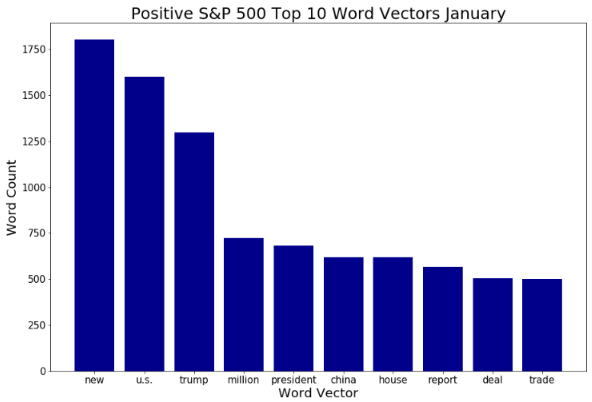 Positive S&P 500 Top 10 Word Vectors January
Word Count
1750
1500
1250
1000
750
500
250
0
new u.s. trump million president china house report deal trade
Word Vector